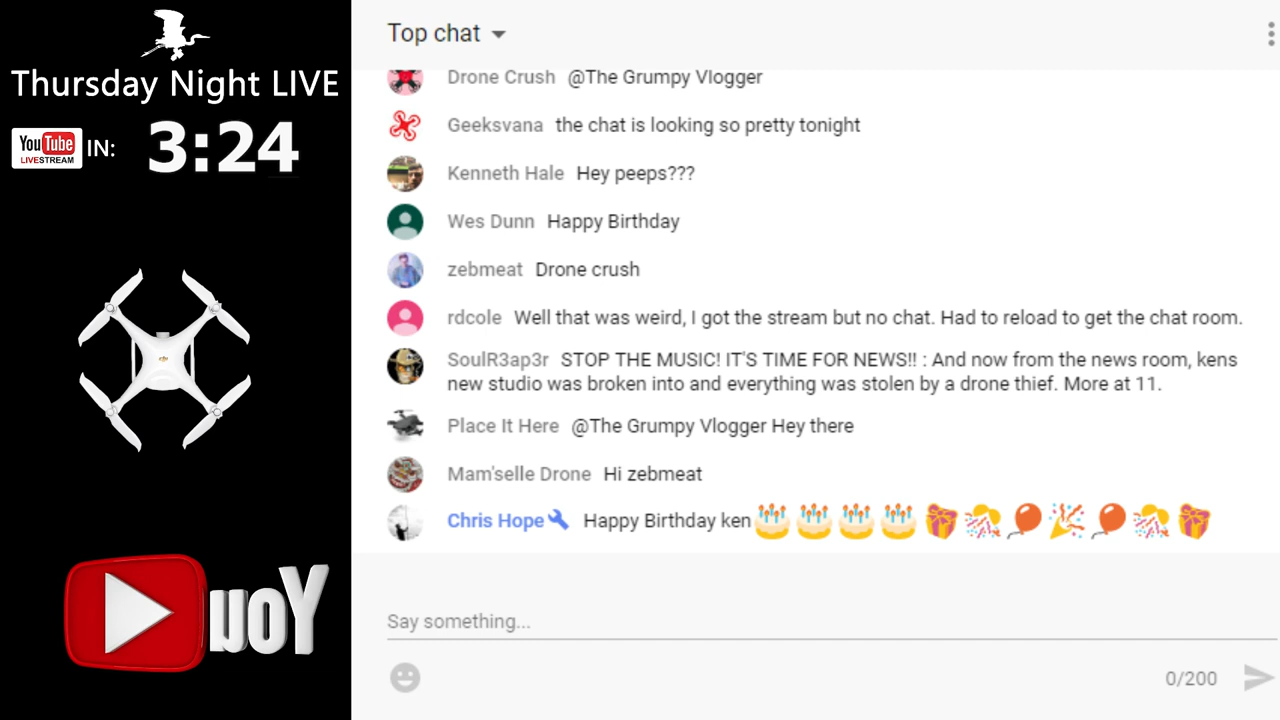 Thursday Night LIVE
YouTube LIVESTREAM IN: 3:24
Top chat
Drone Crush @The Grumpy Vlogger
Geeksvana the chat is looking so pretty tonight
Kenneth Hale Hey peeps???
Wes Dunn Happy Birthday
zebmeat Drone crush
rdcole Well that was weird, I got the stream but no chat. Had to reload to get the chat room.
SoulR3ap3r STOP THE MUSIC! IT'S TIME FOR NEWS!! : And now from the news room, kens
new studio was broken into and everything was stolen by a drone thief. More at 11.
Place It Here @The Grumpy Vlogger Hey there
Mam'selle Drone Hi zebmeat
Chris Hope Happy Birthday ken🎂🎂🎂🎂🎁🎊🎈🎉🎈🎊🎁
Say something...
0/200
You